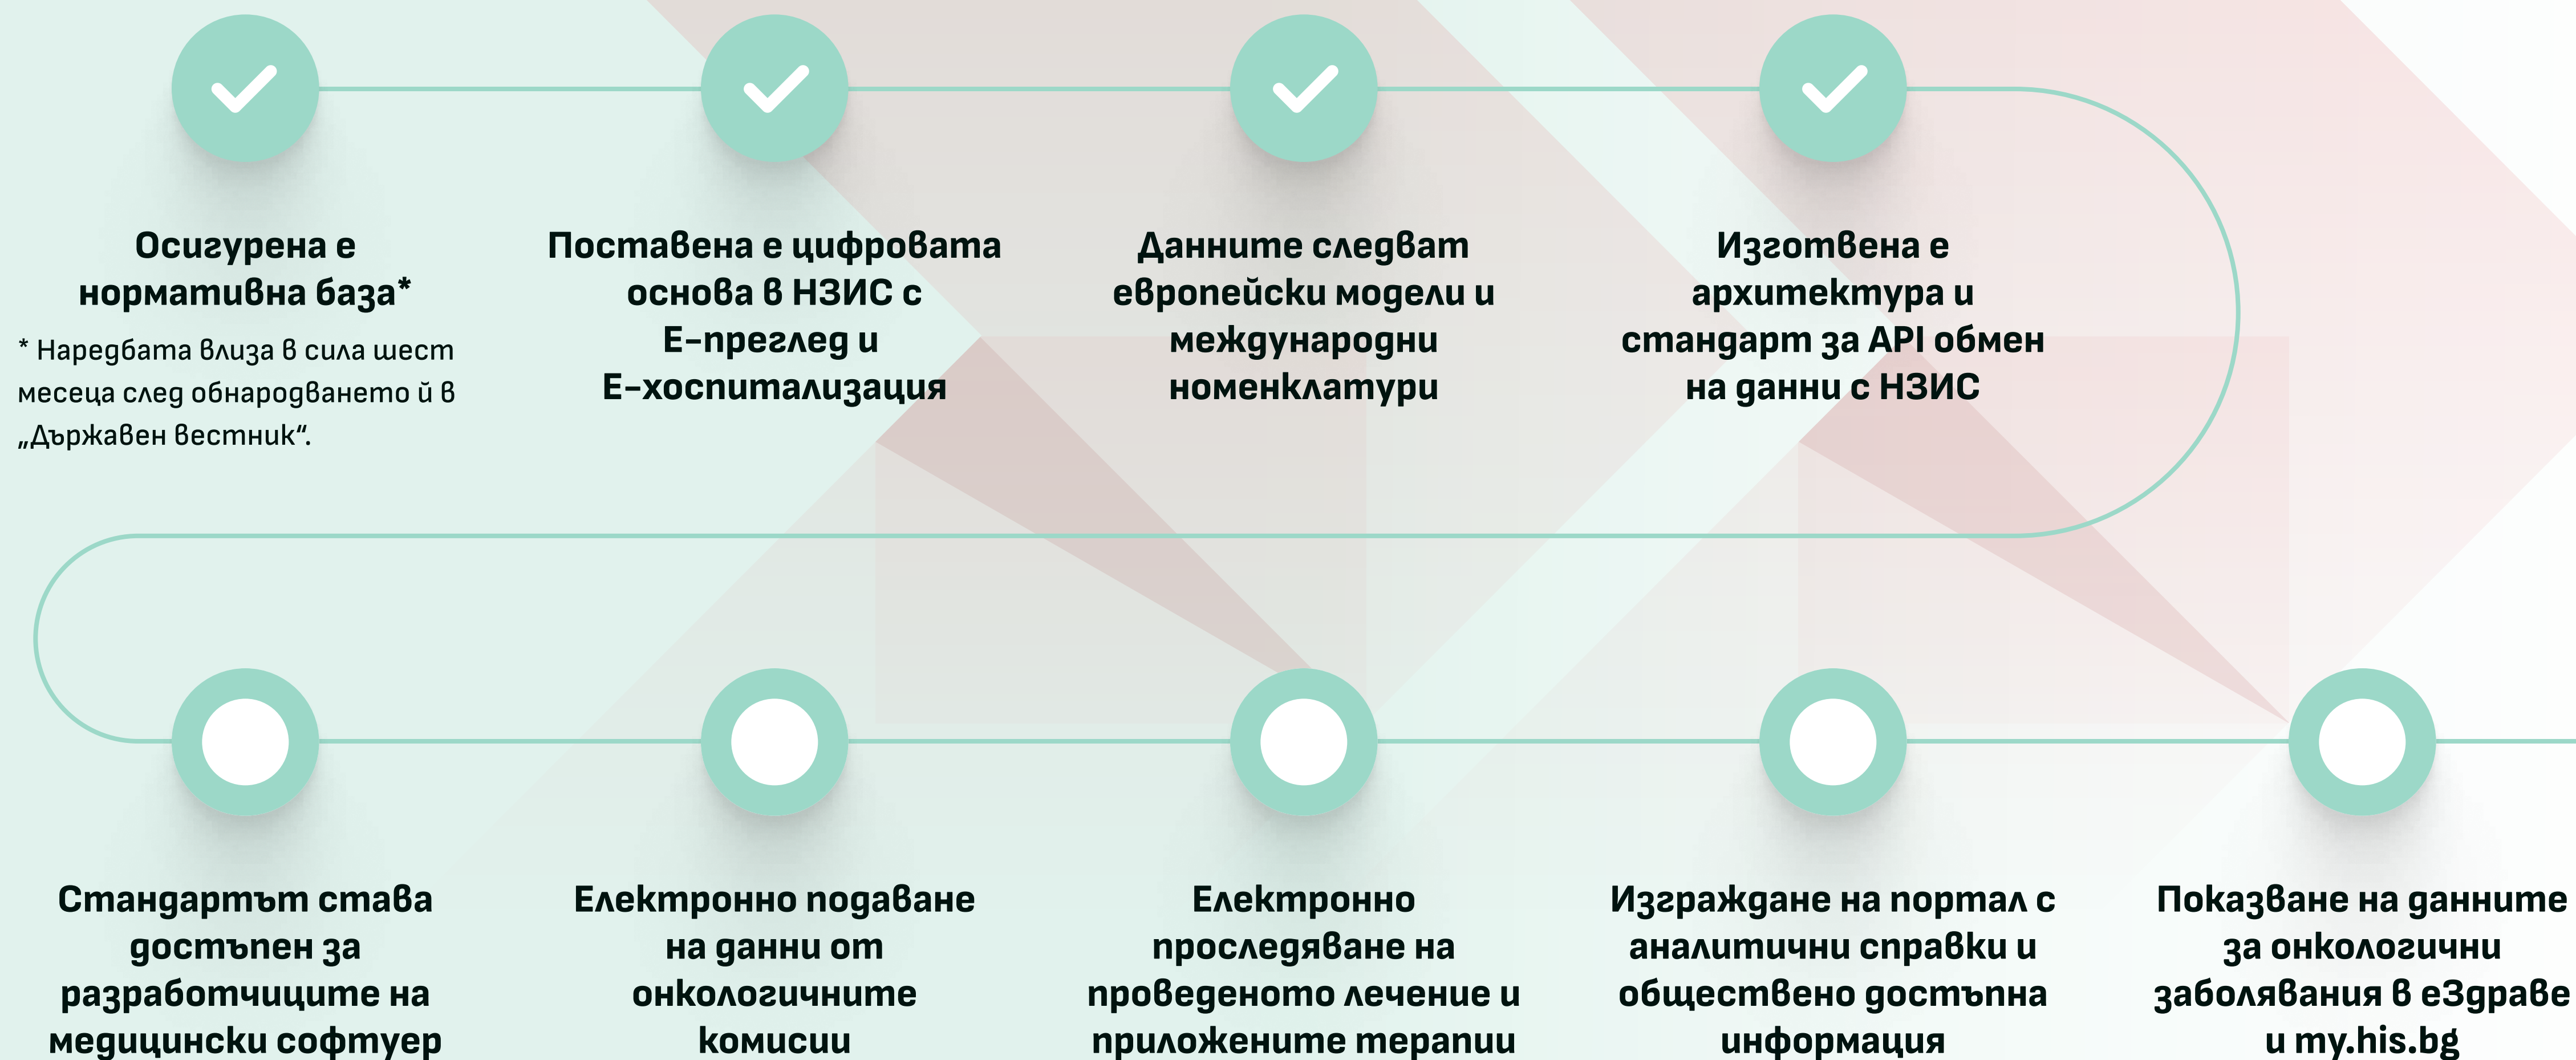 Осигурена е
нормативна база*
* Наредбата влиза в сила шест
месеца след обнародването й в
„Държавен вестник“.
Поставена е цифровата
основа в НЗИС с
Е-преглед и
Е-хоспитализация
Данните следват
европейски модели и
международни
номенклатури
Изготвена е
архитектура и
стандарт за API обмен
на данни с НЗИС
Стандартът става
достъпен за
разработчиците на
медицински софтуер
Електронно подаване
на данни от
онкологичните
комисии
Електронно
проследяване на
проведеното лечение и
приложените терапии
Изграждане на портал с
аналитични справки и
обществено достъпна
информация
Показване на данните
за онкологични
заболявания в еЗдраве
и my.his.bg